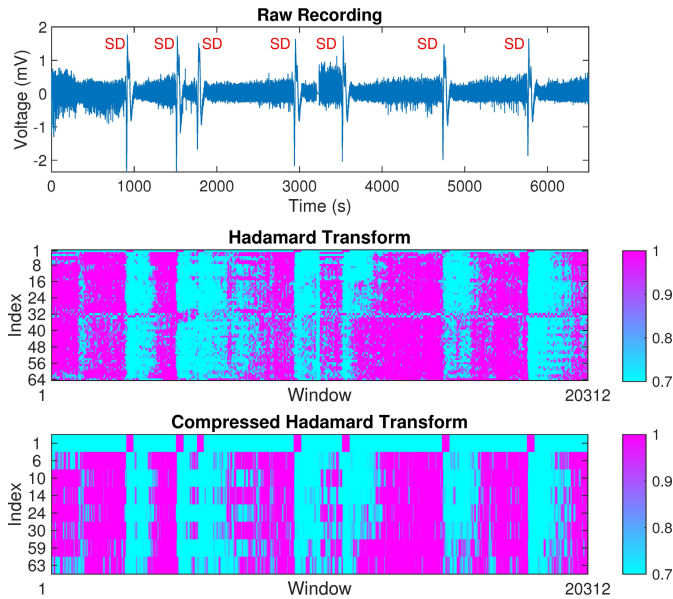 Raw Recording
SD SD SD SD SD SD SD
Voltage (mV)
2
1
0
-1
-2
0 1000 2000 3000 4000 5000 6000
Time (s)
Hadamard Transform
Index
1
8
16
24
32
40
48
56
64
1 Window 20312
1
0.9
0.8
0.7
Compressed Hadamard Transform
Index
1
6
10
14
24
30
59
63
1 Window 20312
1
0.9
0.8
0.7